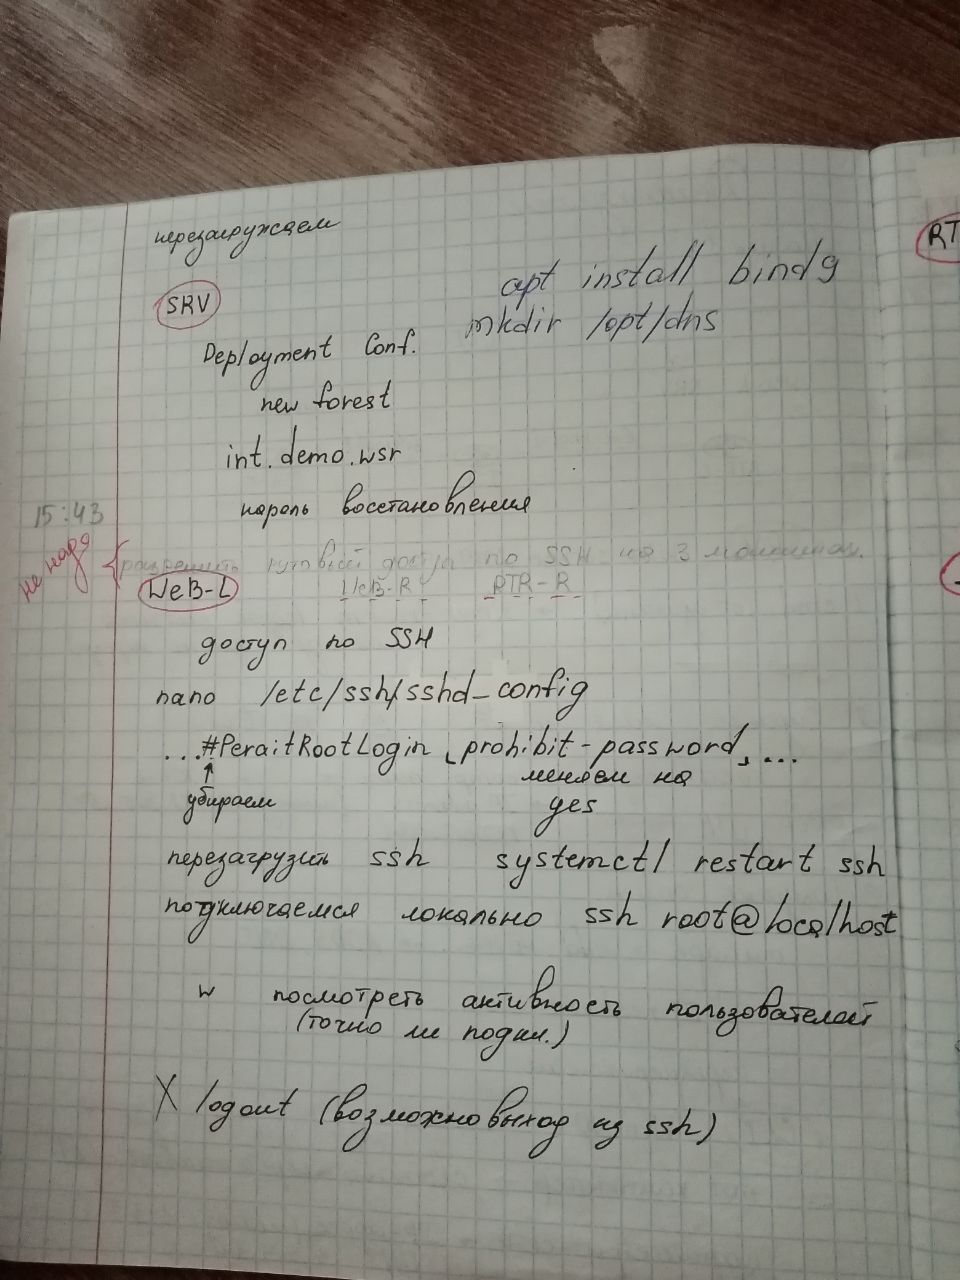 перезагружаем
SRV
apt install bind9
mkdir /opt/dns
Deployment Conf.
new forest
int.demo.wsr
пароль восстановления
15:43
не надо
разрешить рутовый доступ по SSH на 3 машинах.
WEB-L WEB-R RTR-R
доступ по SSH
nano /etc/ssh/sshd_config
...#PeraitRootLogin prohibit-password, ...
убираем
меняем на
yes
перезагрузить ssh systemctl restart ssh
подключаемся локально ssh root@localhost
w посмотреть активность пользователей
(точно ли подкл.)
X logout (возможно выход из ssh)
RT